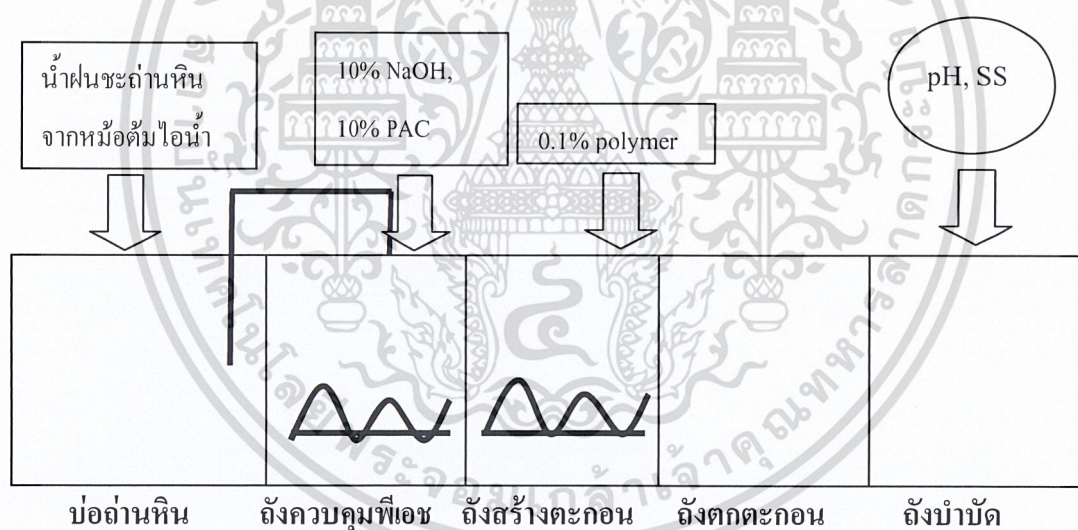 น้ำฝนชะถ่านหิน
จากหม้อต้มไอน้ำ
10% NaOH,
10% PAC
0.1% polymer
pH, SS
บ่อถ่านหิน ถังควบคุมพีเอช ถังสร้างตะกอน ถังตกตะกอน ถังบำบัด